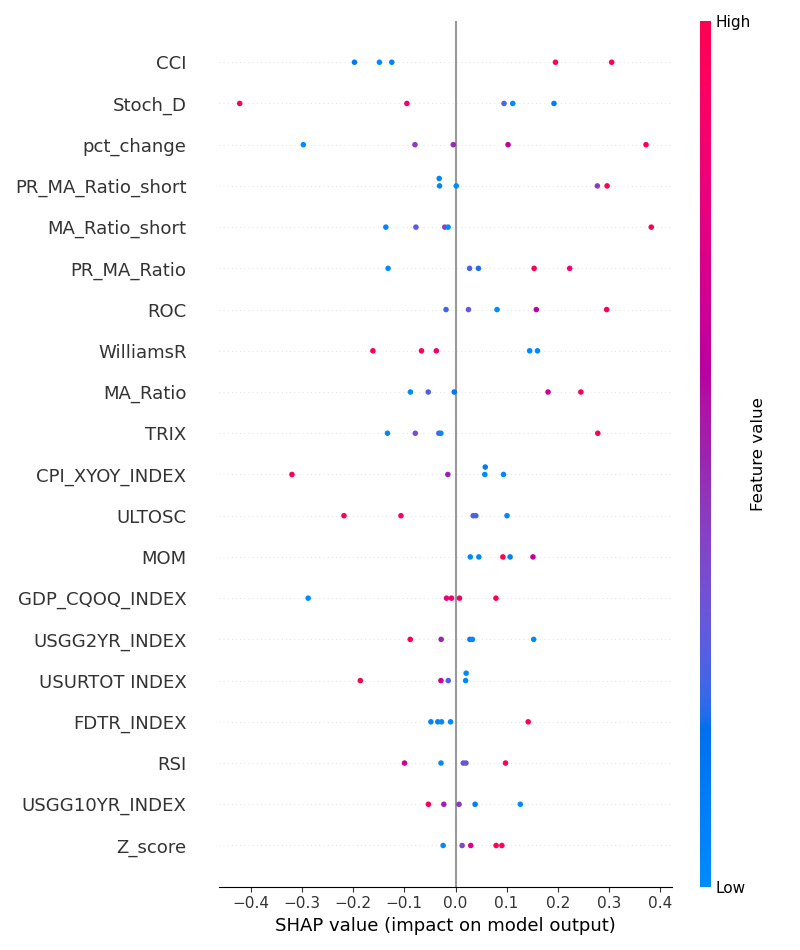 High
CCI
Stoch_D
pct_change
PR_MA_Ratio_short
MA_Ratio_short
PR_MA_Ratio
ROC
WilliamsR
MA_Ratio
TRIX
CPI_XYOY_INDEX
ULTOSC
MOM
GDP_CQOQ_INDEX
USGG2YR_INDEX
USURTOT INDEX
FDTR_INDEX
RSI
USGG10YR_INDEX
Z_score
Feature value
Low
−0.4 −0.3 −0.2 −0.1 0.0 0.1 0.2 0.3 0.4
SHAP value (impact on model output)